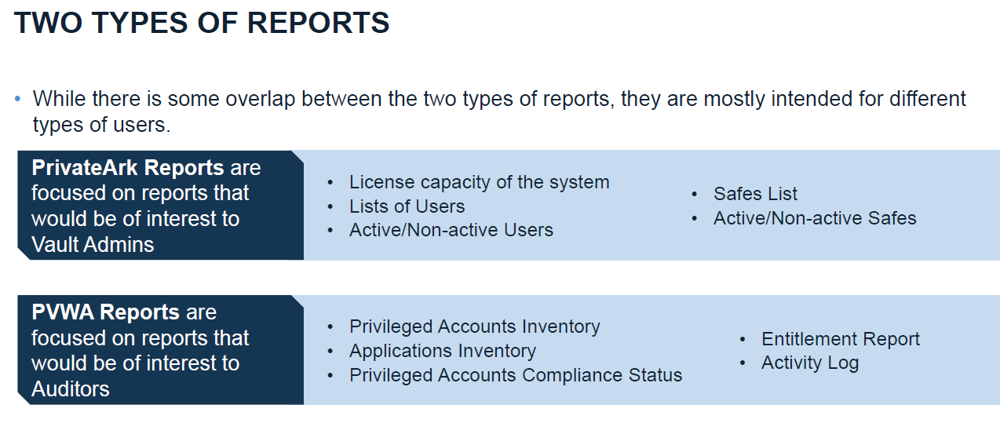 TWO TYPES OF REPORTS
• While there is some overlap between the two types of reports, they are mostly intended for different
types of users.
PrivateArk Reports are
focused on reports that
would be of interest to
Vault Admins
• License capacity of the system
• Lists of Users
• Active/Non-active Users
• Safes List
• Active/Non-active Safes
PVWA Reports are
focused on reports that
would be of interest to
Auditors
• Privileged Accounts Inventory
• Applications Inventory
• Privileged Accounts Compliance Status
• Entitlement Report
• Activity Log